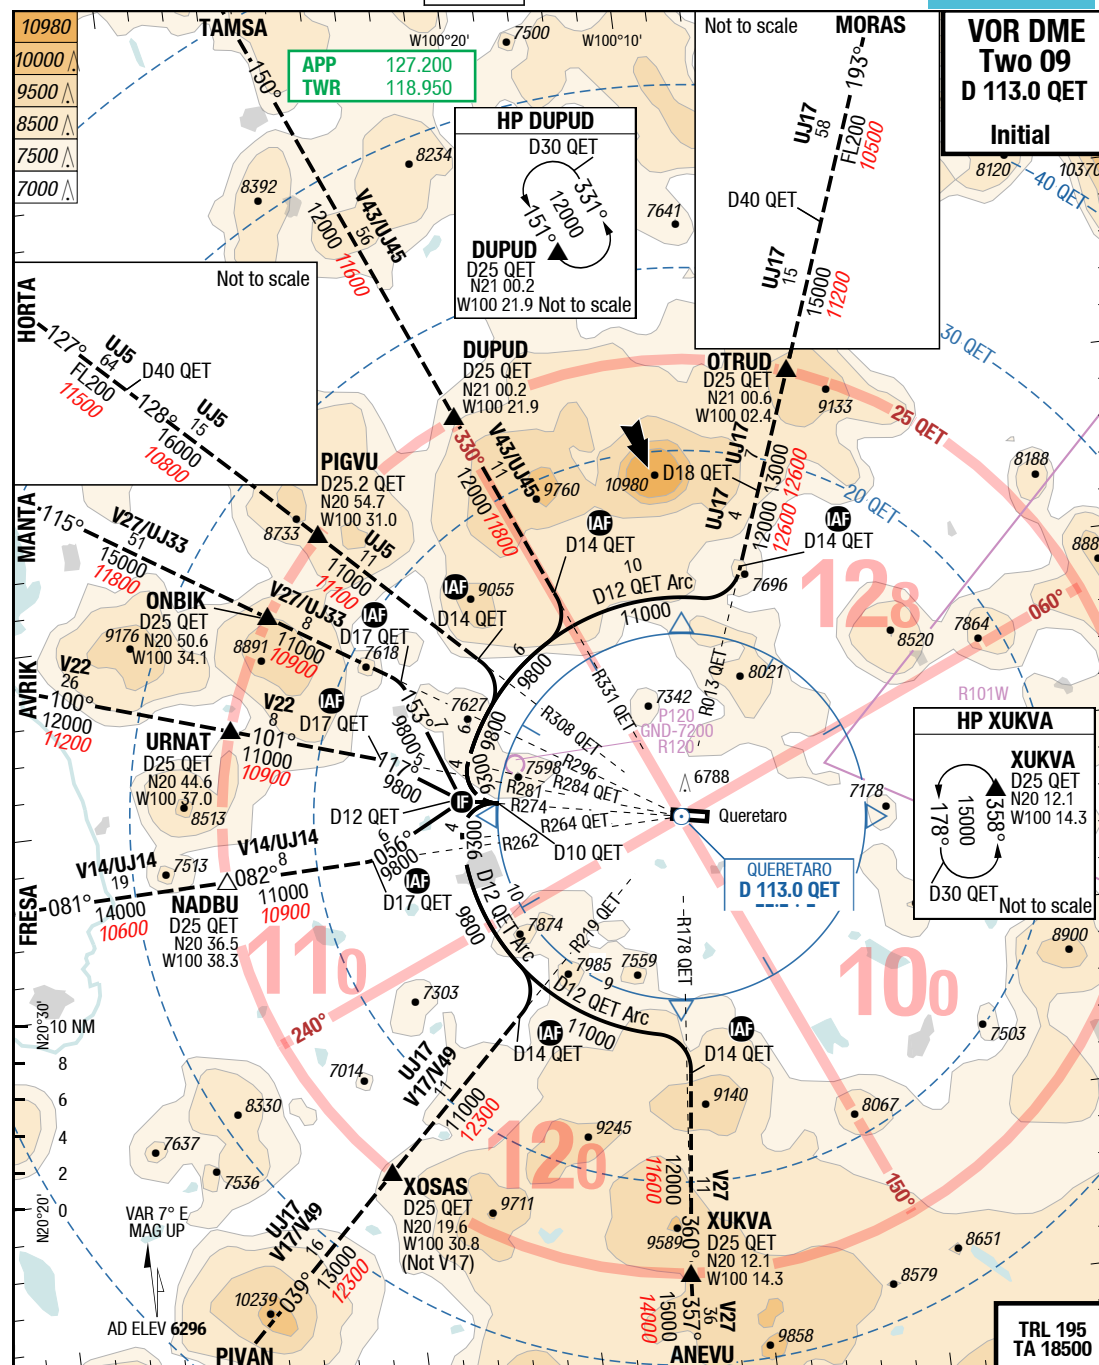 10980
10000
9500
8500
7500
7000
TAMSA
150°
V43/UJ45
56
12000
11600
APP 127.200
TWR 118.950
W100°20'
W100°10'
7500
8234
8392
7641
HP DUPUD
D30 QET
331°
12000
151°
DUPUD
D25 QET
N21 00.2
W100 21.9
Not to scale
Not to scale
MORAS
193°
UJ17
58
FL200
10500
D40 QET
UJ17
15
15000
11200
VOR DME
Two 09
D 113.0 QET
Initial
8120
10370
40 QET
30 QET
25 QET
20 QET
Not to scale
HORTA
127°
UJ5
64
FL200
11500
D40 QET
128°
UJ5
15
16000
10800
DUPUD
D25 QET
N21 00.2
W100 21.9
330°
V43/UJ45
11
12000
11800
9760
10980
D18 QET
OTRUD
D25 QET
N21 00.6
W100 02.4
9133
UJ17
7
13000
12600
UJ17
4
12000
12600
8188
888
IAF
D14 QET
IAF
D14 QET
7696
10
D12 QET Arc
11000
PIGVU
D25.2 QET
N20 54.7
W100 31.0
8733
UJ5
11
11000
11100
IAF
9055
D14 QET
MANTA
115°
V27/UJ33
51
15000
11800
ONBIK
D25 QET
N20 50.6
W100 34.1
9176
8891
V27/UJ33
8
11000
10900
IAF
D17 QET
7618
153°
7
9800
5
AVRIK
V22
26
100°
12000
11200
V22
8
101°
11000
10900
IAF
D17 QET
117°
9800
URNAT
D25 QET
N20 44.6
W100 37.0
8513
6
9800
7627
6
9800
4
9300
R308 QET
R296
R284 QET
R281
R274
R264 QET
R262
R331 QET
R013 QET
7598
7342
8021
P120
GND-7200
R120
6788
Queretaro
128
060°
8520
7864
R101W
7178
HP XUKVA
XUKVA
D25 QET
N20 12.1
W100 14.3
358°
15000
178°
D30 QET
Not to scale
IF
D12 QET
D10 QET
4
9300
QUERETARO
D 113.0 QET
FRESA
081°
V14/UJ14
19
14000
10600
7513
NADBU
D25 QET
N20 36.5
W100 38.3
V14/UJ14
8
082°
11000
10900
6
056°
9800
IAF
D17 QET
10
D12 QET Arc
9800
7874
7985
7559
R219 QET
R178 QET
9
D12 QET Arc
11000
IAF
D14 QET
IAF
D14 QET
110
100
120
240°
150°
8900
7503
8067
7303
7014
N20°30'
10 NM
8
6
4
2
0
N20°20'
8330
7637
7536
UJ17
V17/V49
11
11000
12300
XOSAS
D25 QET
N20 19.6
W100 30.8
(Not V17)
UJ17
V17/V49
16
13000
12300
039°
10239
PIVAN
VAR 7° E
MAG UP
AD ELEV 6296
9140
9245
9711
9589
V27
11
12000
11600
360°
XUKVA
D25 QET
N20 12.1
W100 14.3
V27
36
357°
15000
14000
ANEVU
9858
8651
8579
TRL 195
TA 18500